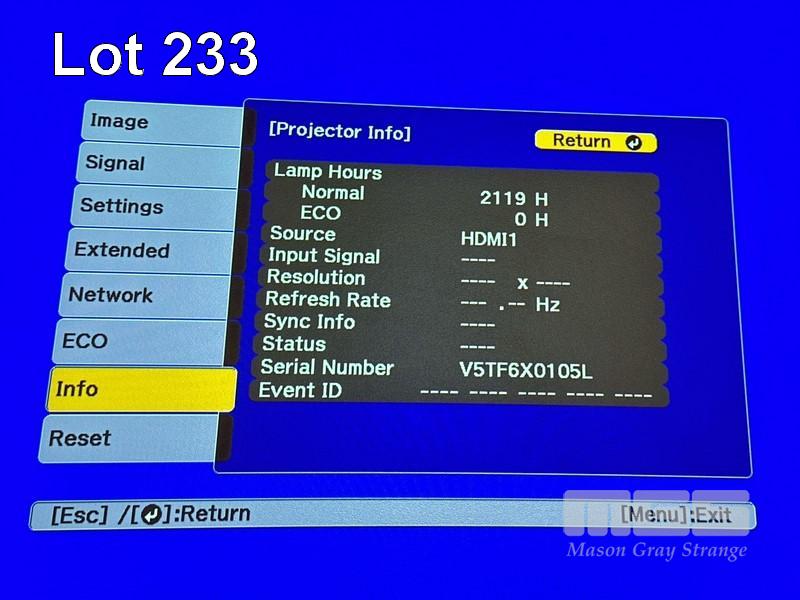 Lot 233
Image
Signal
Settings
Extended
Network
ECO
Info
Reset
[Projector Info]
Return
Lamp Hours
Normal 2119 H
ECO 0 H
Source HDMI1
Input Signal ----
Resolution ---- x ----
Refresh Rate --- .-- Hz
Sync Info ----
Status ----
Serial Number V5TF6X0105L
Event ID ---- ---- ---- ---- ----
[Esc] /[⏎]:Return [Menu]:Exit
MGS
Mason Gray Strange